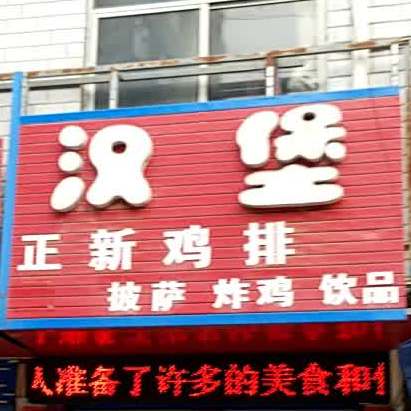 汉堡
正新鸡排
披萨 炸鸡 饮品
准备了许多的美食和